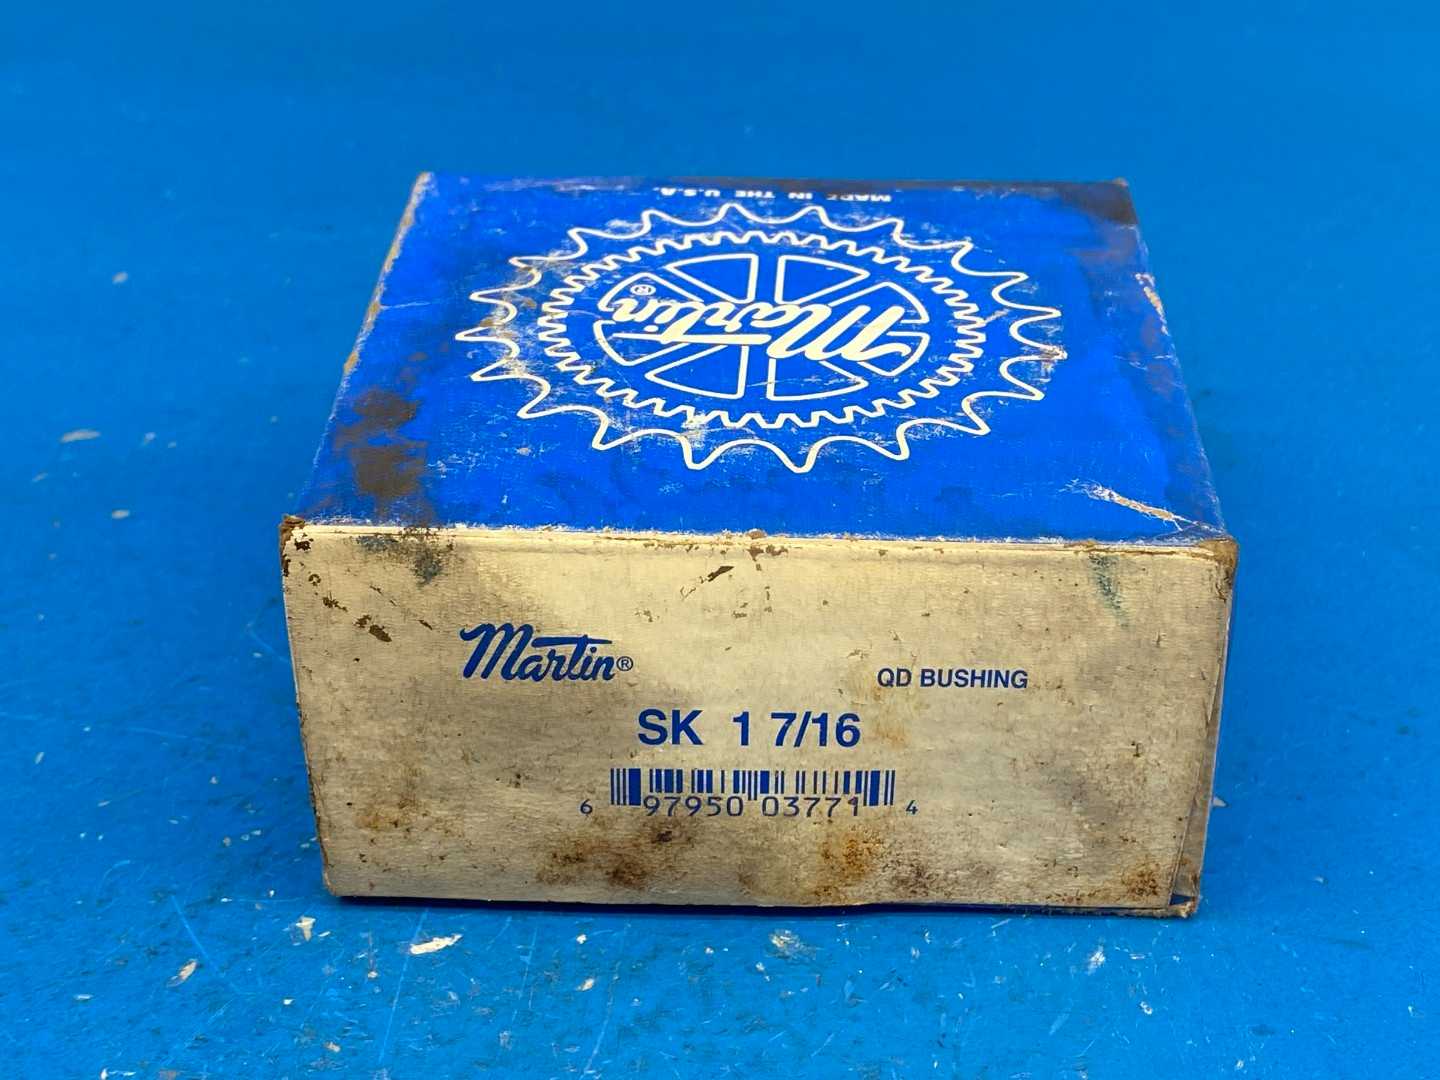 MADE IN THE U.S.A.
Martin®
Martin®
QD BUSHING
SK 1 7/16
6 97950 03771 4